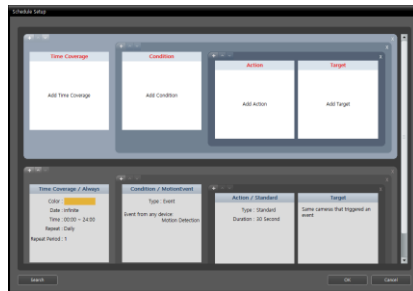 Schedule Setup
Time Coverage
Condition
Action
Target
Add Time Coverage
Add Condition
Add Action
Add Target
Time Coverage / Always
Color :
Date : Infinite
Time : 00:00 ~ 24:00
Repeat : Daily
Repeat Period : 1
Condition / MotionEvent
Type : Event
Event from any device
Motion Detection
Action / Standard
Type : Standard
Duration : 30 Second
Target
Same cameras that triggered an
event
Search
OK
Cancel